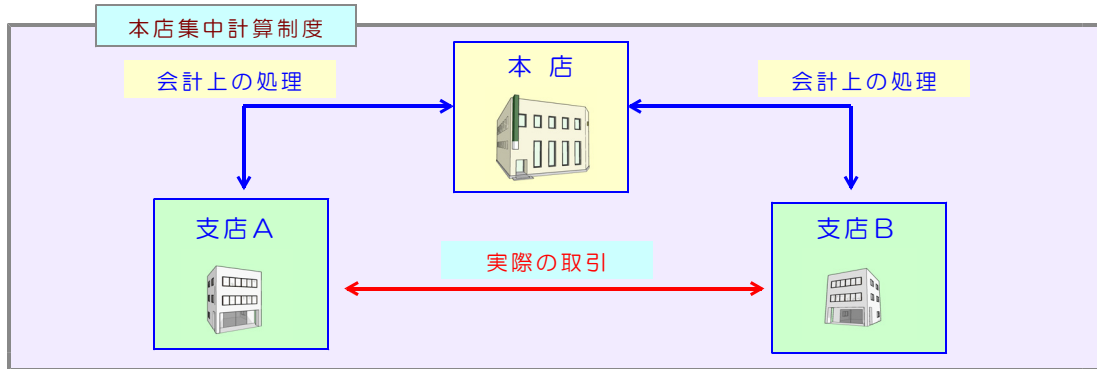 本店集中計算制度
本 店
会計上の処理
会計上の処理
支店A
支店B
実際の取引